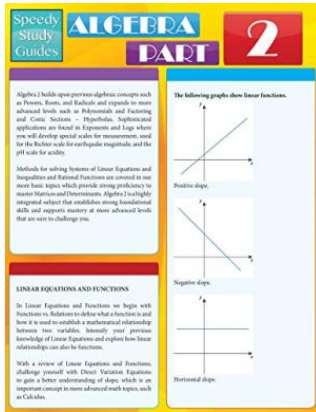 Speedy
Study
Guides
ALGEBRA
PART
2
Algebra 2 builds upon previous algebraic concepts such
as Powers, Roots, and Radicals and expands to more
advanced levels such as Polynomials and Factoring
and Conic Sections - Hyperbolas. Sophisticated
applications are found in Exponents and Logs where
you will develop special scales for measurement, used
for the Richter scale for earthquake magnitude, and the
pH scale for acidity.
Methods for solving Systems of Linear Equations and
Inequalities and Rational Functions are covered in our
more basic topics which provide strong proficiency to
master Matrices and Determinants. Algebra 2 is a highly
integrated subject that establishes strong foundational
skills and supports mastery at more advanced levels
that are sure to challenge you.
LINEAR EQUATIONS AND FUNCTIONS
In Linear Equations and Functions we begin with
Functions vs. Relations to define what a function is and
how it is used to establish a mathematical relationship
between two variables. Intensify your previous
knowledge of Linear Equations and explore how linear
relationships can also be functions.
With a review of Linear Equations and Functions,
challenge yourself with Direct Variation Equations
to gain a better understanding of slope, which is an
important concept in more advanced math topics, such
as Calculus.
The following graphs show linear functions.
Positive slope.
Negative slope.
Horizontal slope.